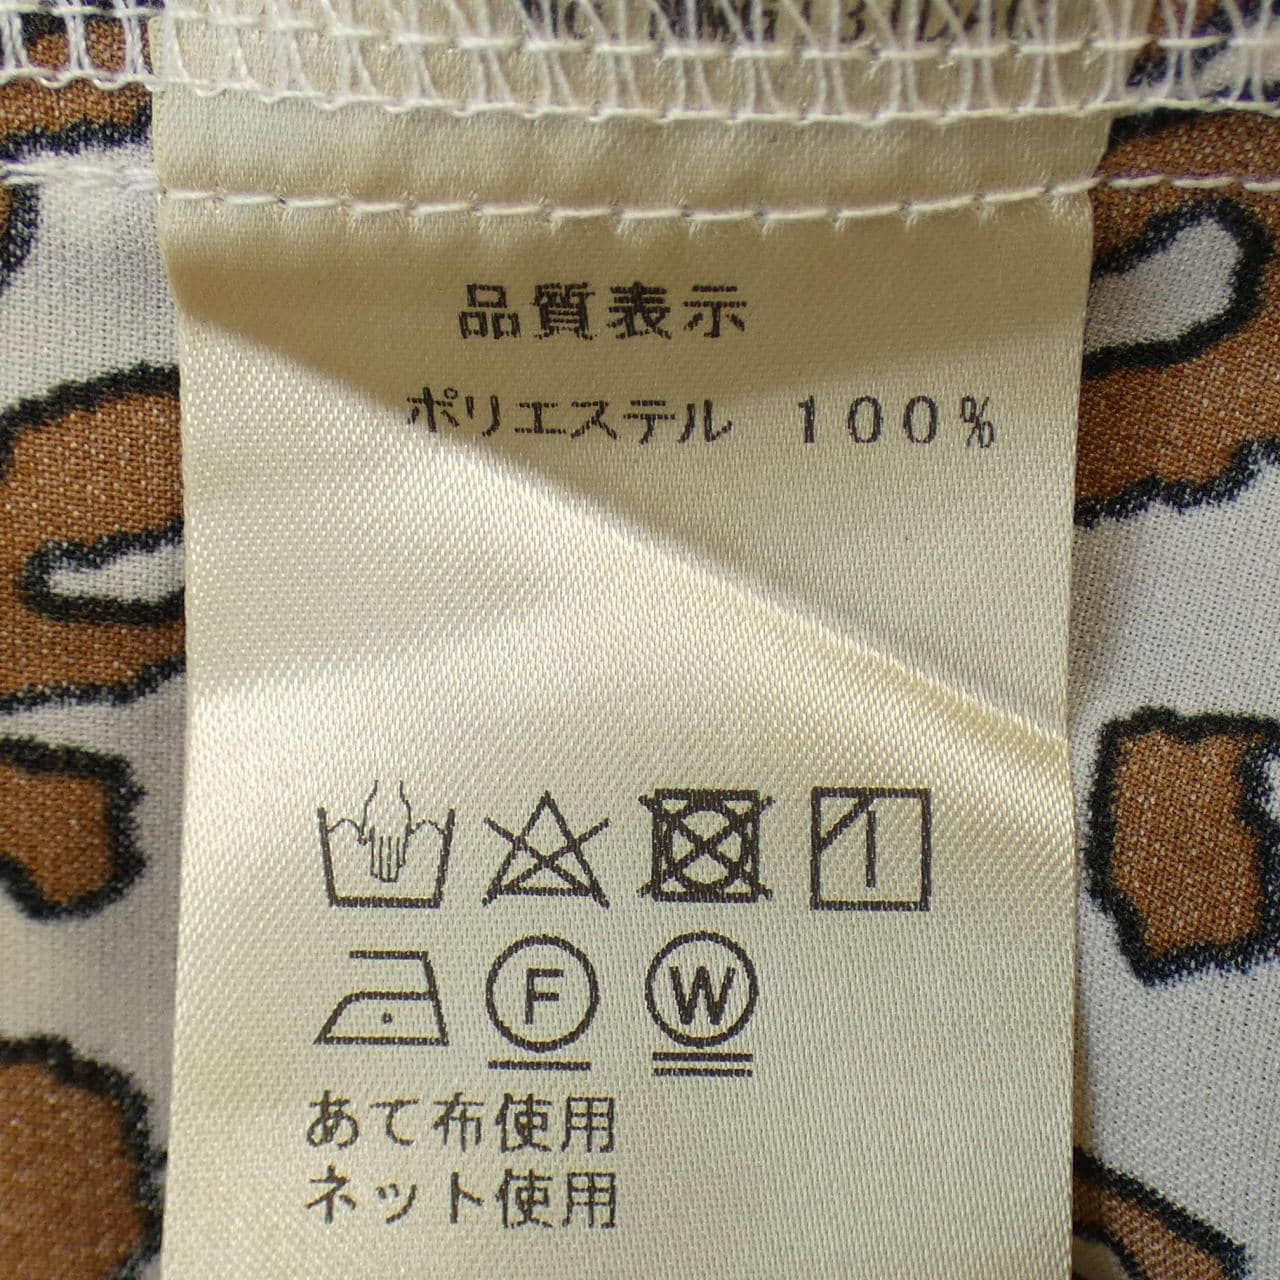 品質表示
ポリエステル 100%
F W
あて布使用
ネット使用